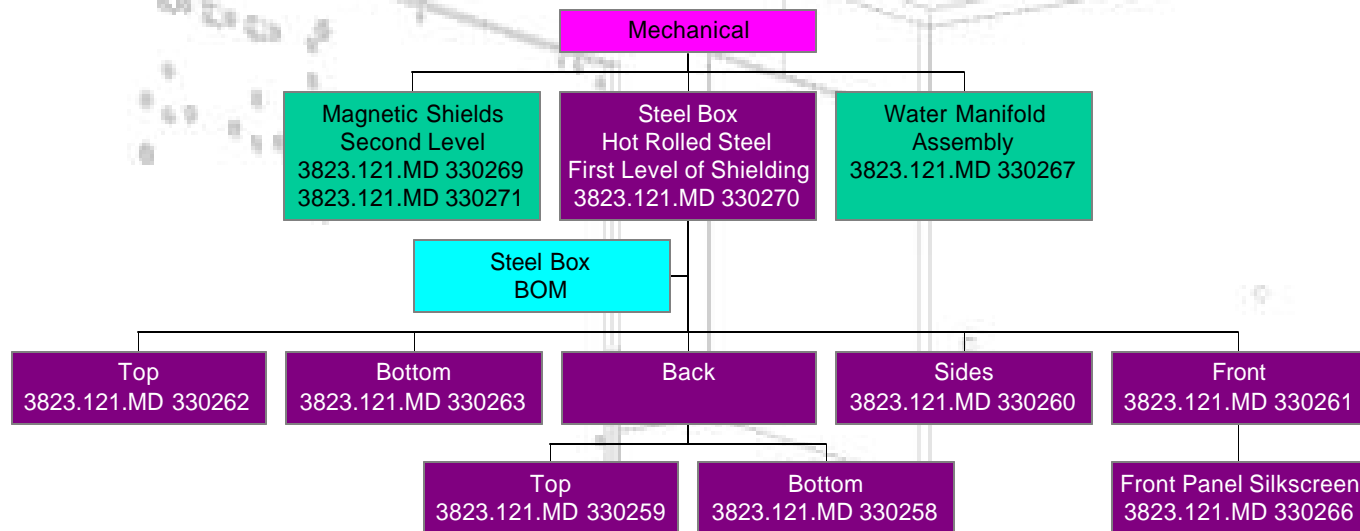 Mechanical
Magnetic Shields
Second Level
3823.121.MD 330269
3823.121.MD 330271
Steel Box
Hot Rolled Steel
First Level of Shielding
3823.121.MD 330270
Water Manifold
Assembly
3823.121.MD 330267
Steel Box
BOM
Top
3823.121.MD 330262
Bottom
3823.121.MD 330263
Back
Sides
3823.121.MD 330260
Front
3823.121.MD 330261
Top
3823.121.MD 330259
Bottom
3823.121.MD 330258
Front Panel Silkscreen
3823.121.MD 330266